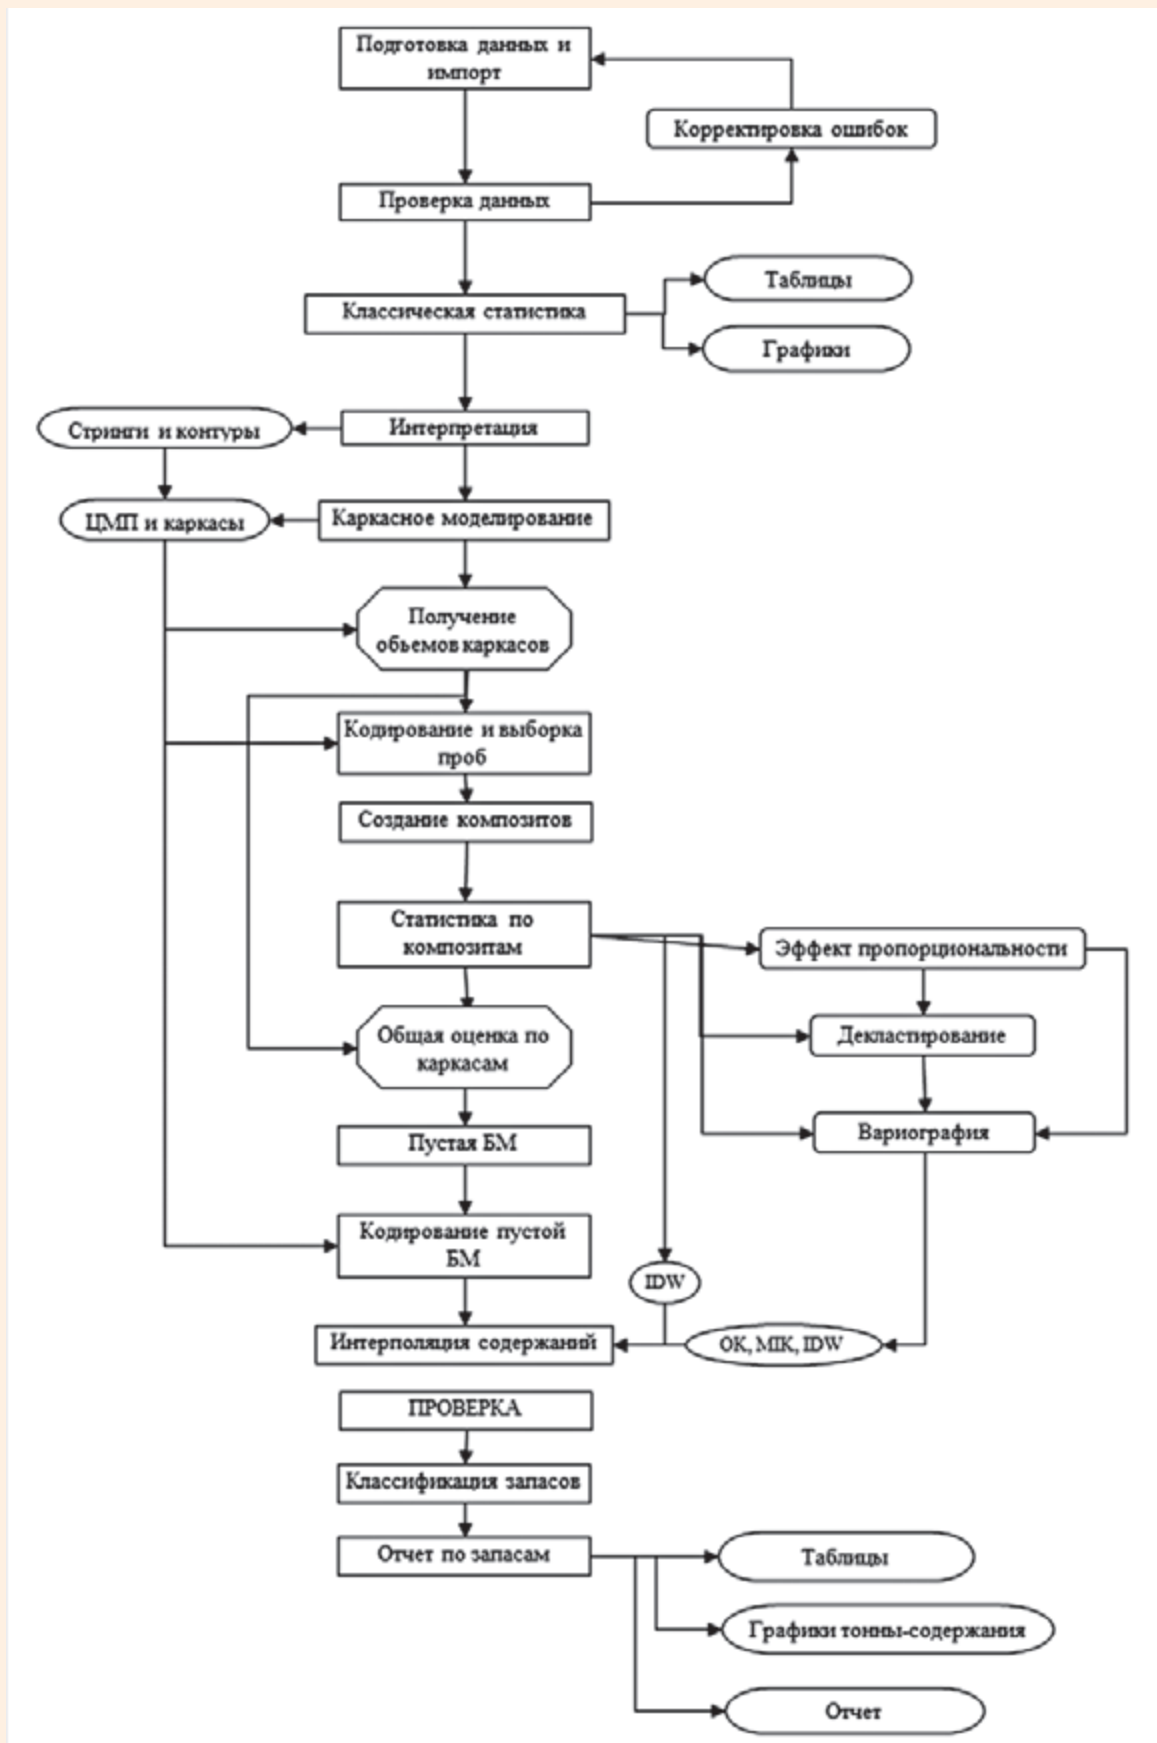 Подготовка данных и
импорт
Корректировка ошибок
Проверка данных
Таблицы
Классическая статистика
Графики
Стринги и контуры
Интерпретация
ЦМП и каркасы
Каркасное моделирование
Получение
обьемов каркасов
Кодирование и выборка
проб
Создание композитов
Статистика по
композитам
Эффект пропорциональности
Декластирование
Общая оценка по
каркасам
Вариография
Пустая БМ
Кодирование пустой
БМ
IDW
Интерполяция содержаний
OK, MIK, IDW
ПРОВЕРКА
Классификация запасов
Отчет по запасам
Таблицы
Графики тонны-содержания
Отчет